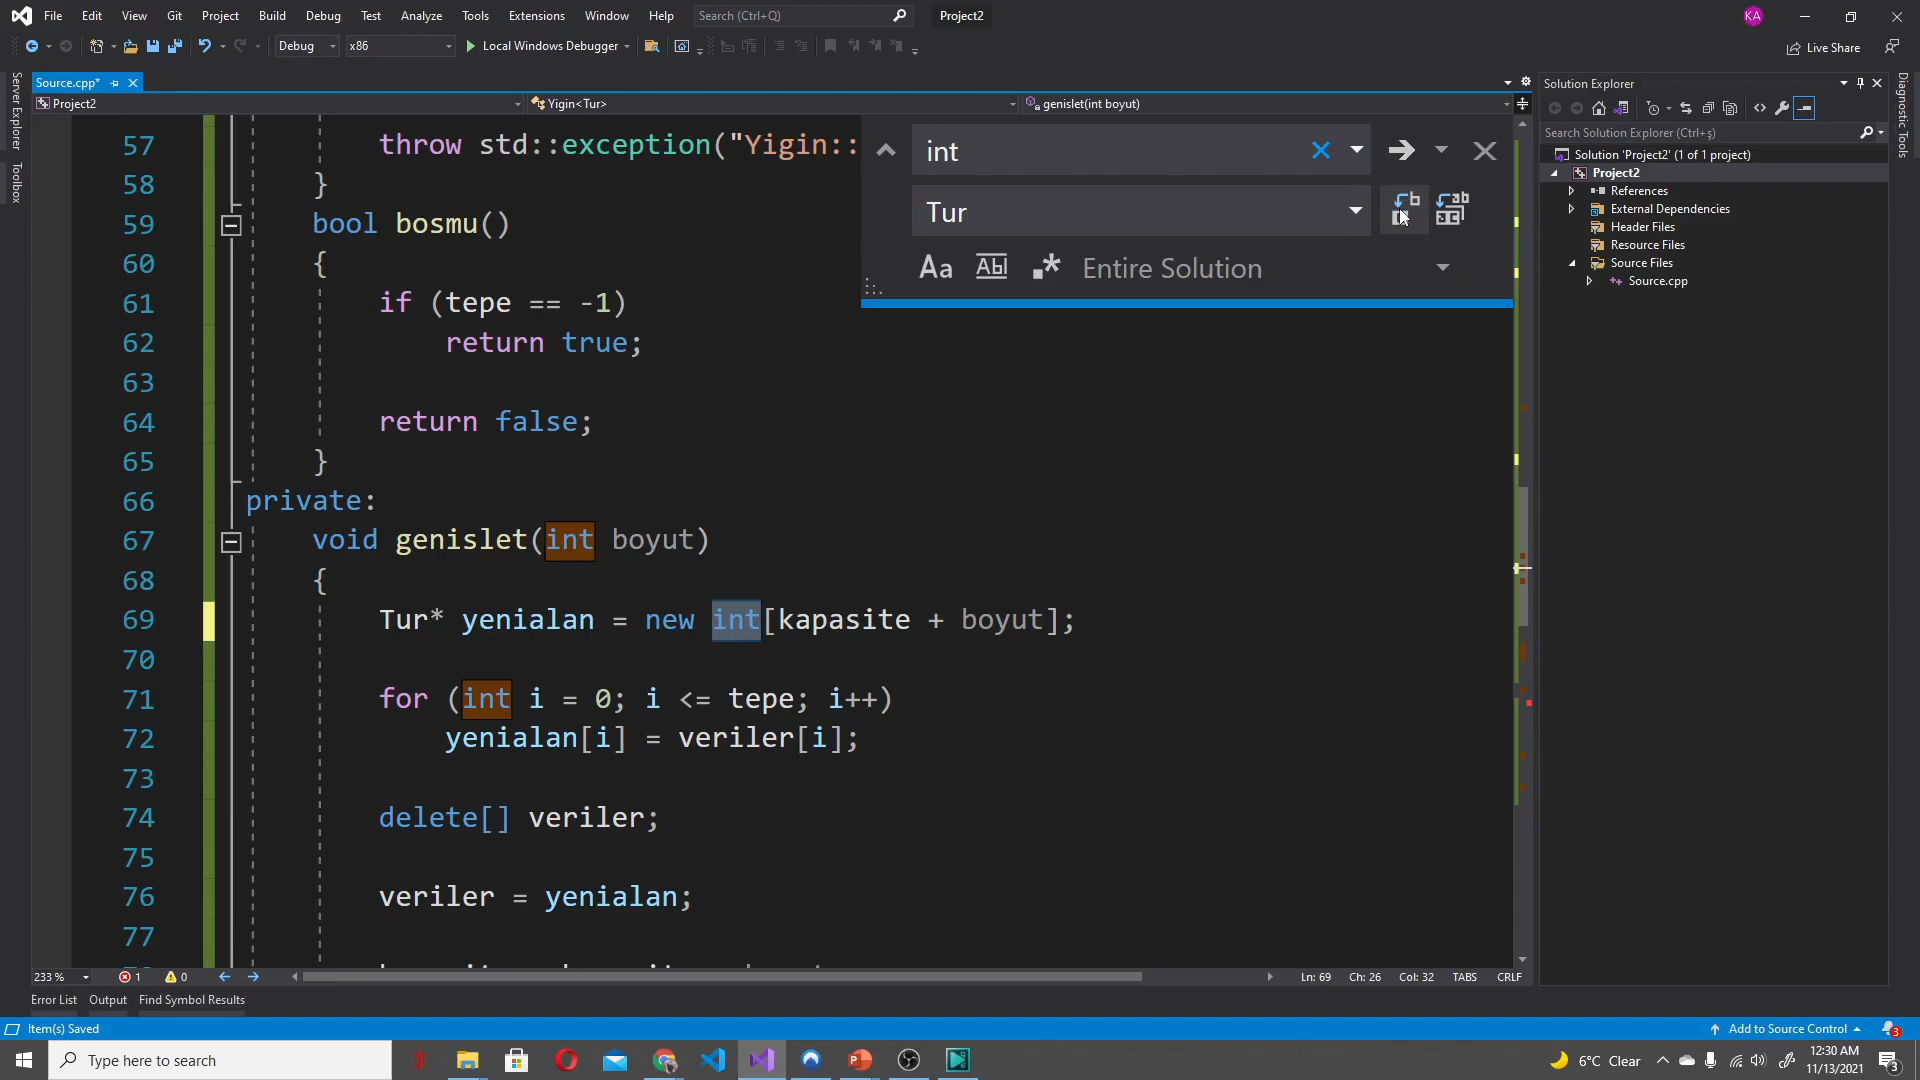 File Edit View Git Project Build Debug Test Analyze Tools Extensions Window Help Search (Ctrl+Q) Project2 KA
Debug x86 Local Windows Debugger Live Share
Server Explorer
Toolbox
Source.cpp*
Project2 Yigin<Tur> genislet(int boyut)
int
Tur
Aa Abl .* Entire Solution
57 throw std::exception("Yigin::
58 }
59 bool bosmu()
60 {
61 if (tepe == -1)
62 return true;
63
64 return false;
65 }
66 private:
67 void genislet(int boyut)
68 {
69 Tur* yenialan = new int[kapasite + boyut];
70
71 for (int i = 0; i <= tepe; i++)
72 yenialan[i] = veriler[i];
73
74 delete[] veriler;
75
76 veriler = yenialan;
77
233 % 1 0 Ln: 69 Ch: 26 Col: 32 TABS CRLF
Error List Output Find Symbol Results
Solution Explorer
Search Solution Explorer (Ctrl+ş)
Solution 'Project2' (1 of 1 project)
Project2
References
External Dependencies
Header Files
Resource Files
Source Files
Source.cpp
Diagnostic Tools
Item(s) Saved Add to Source Control 3
Type here to search 6°C Clear 12:30 AM
11/13/2021 3